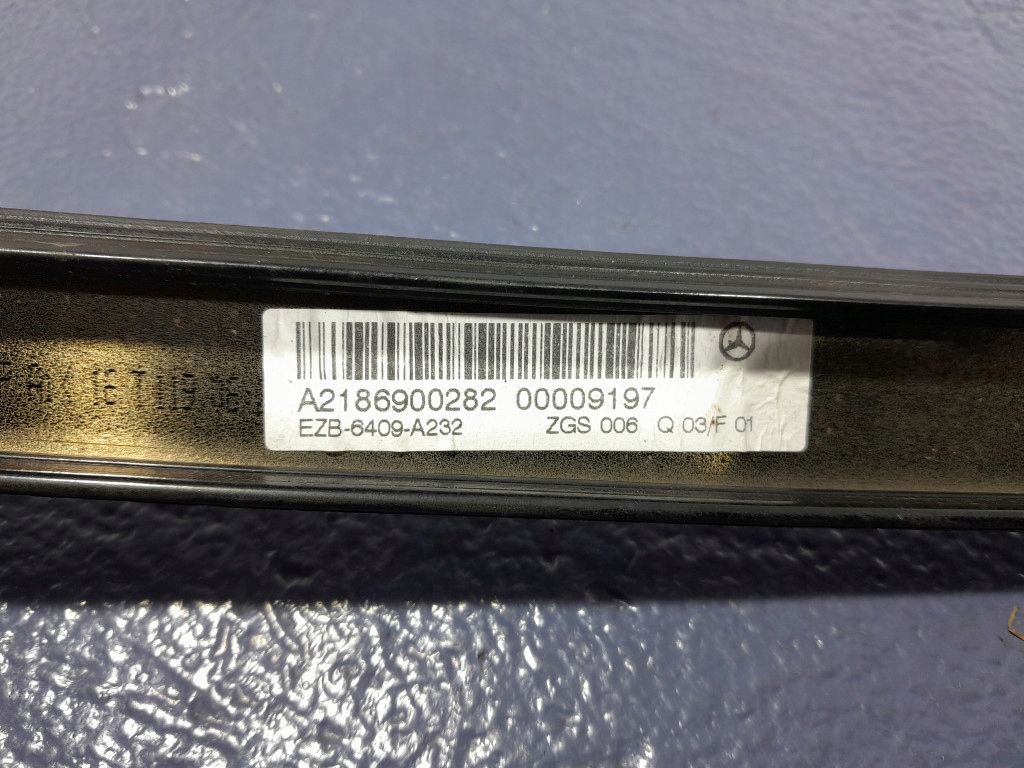 A2186900282 00009197
EZB-6409-A232 ZGS 006 Q 03/F 01